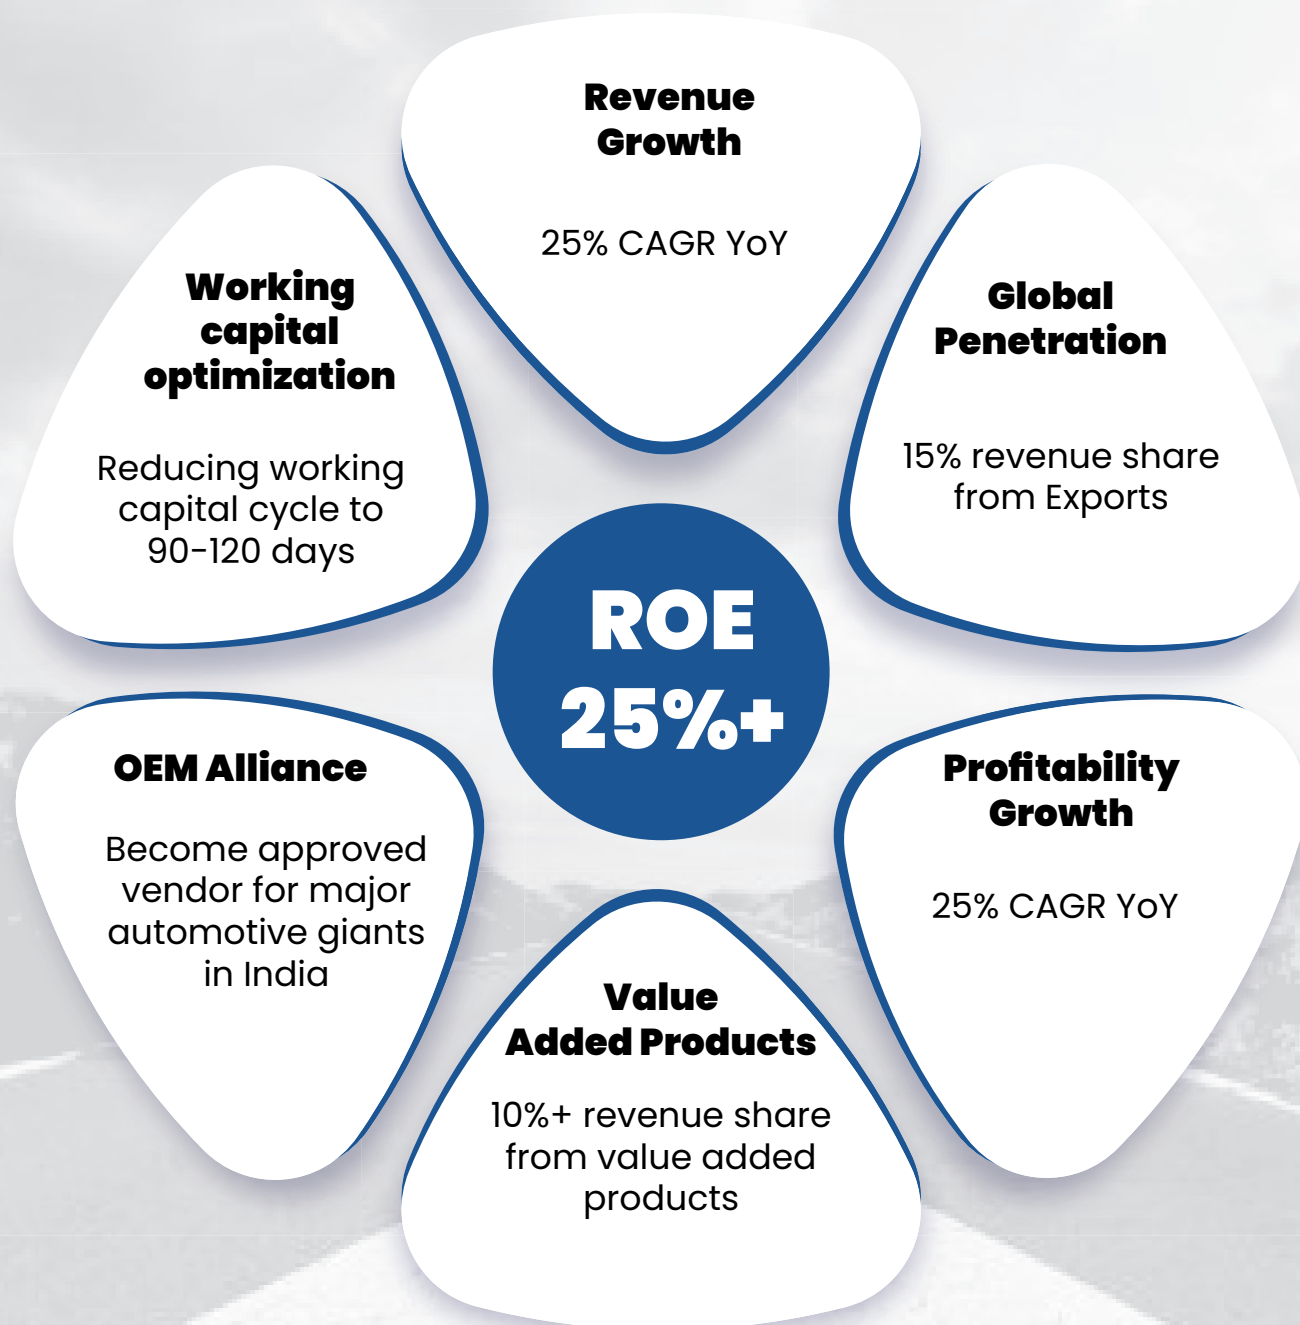 Revenue
Growth
25% CAGR YoY
Global
Penetration
15% revenue share
from Exports
Profitability
Growth
25% CAGR YoY
Value
Added Products
10%+ revenue share
from value added
products
OEM Alliance
Become approved
vendor for major
automotive giants
in India
Working
capital
optimization
Reducing working
capital cycle to
90-120 days
ROE
25%+